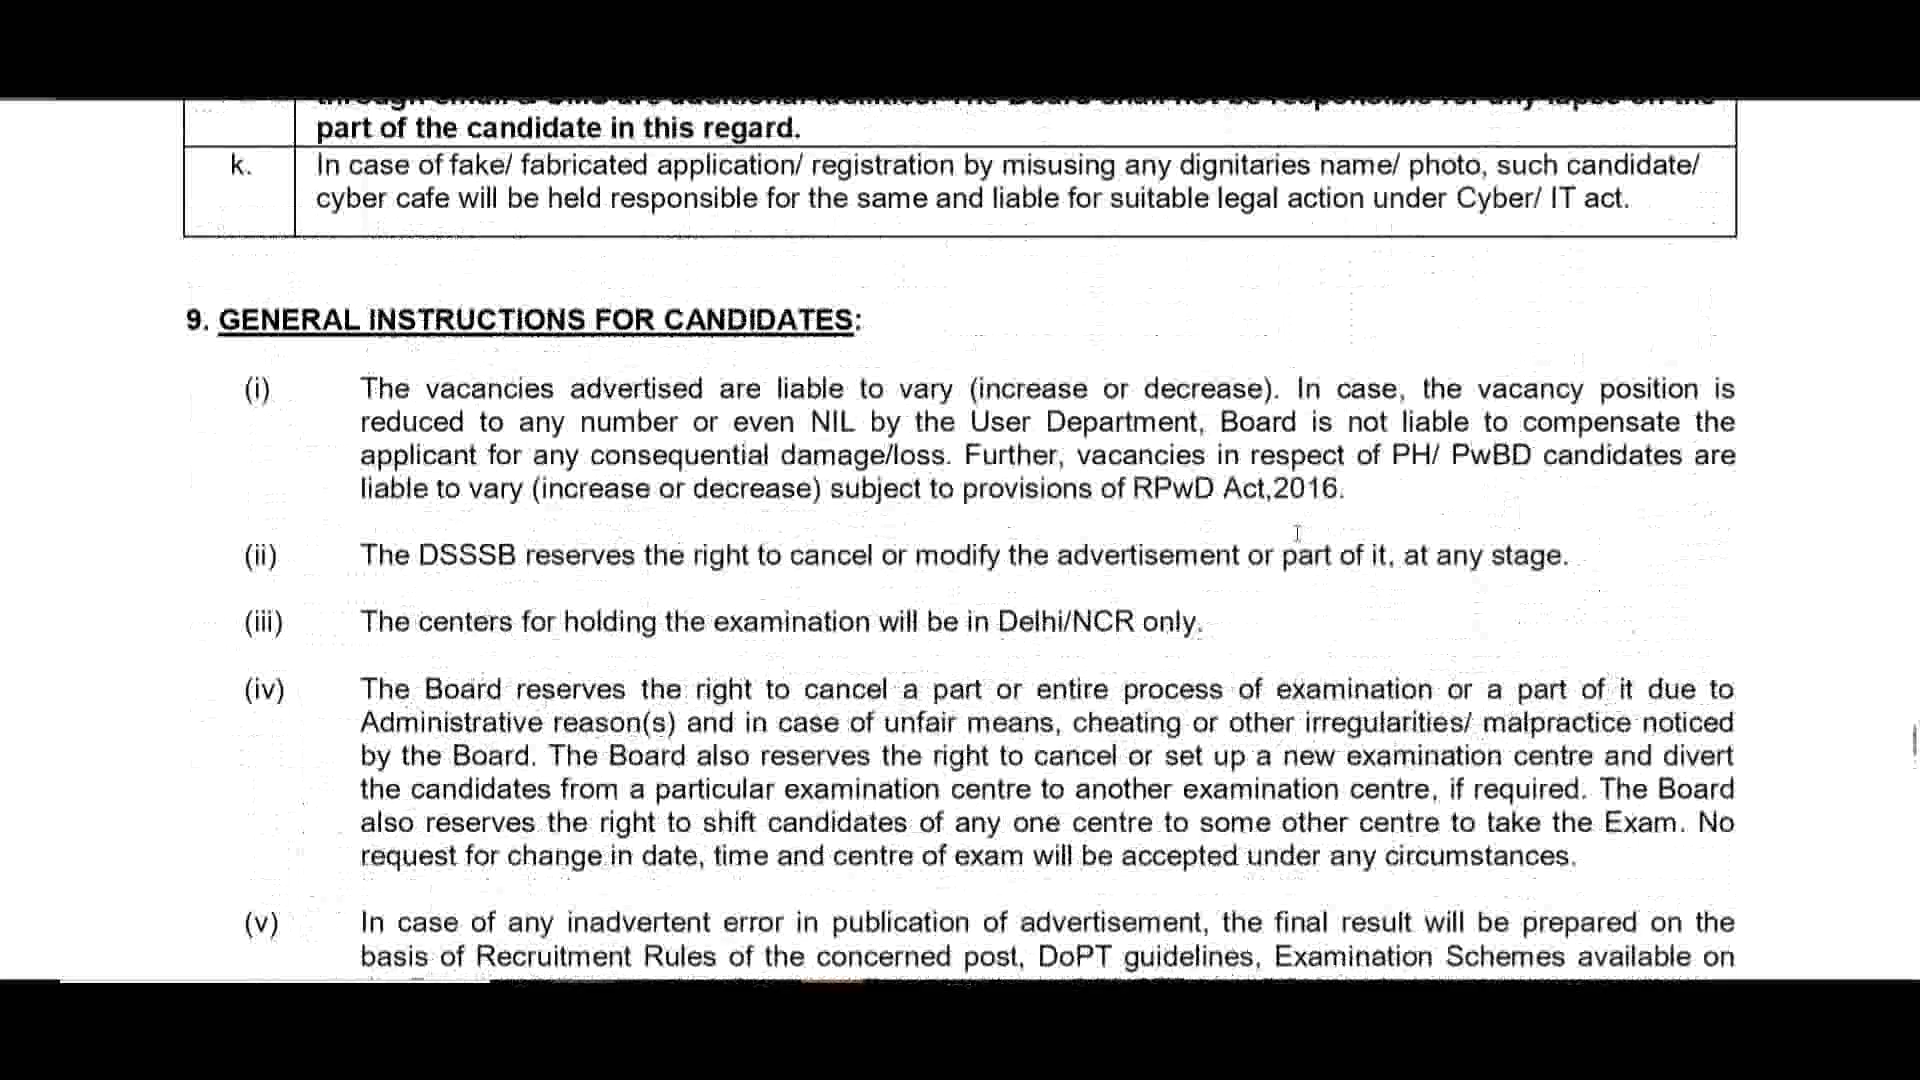 part of the candidate in this regard.
k. In case of fake/ fabricated application/ registration by misusing any dignitaries name/ photo, such candidate/
cyber cafe will be held responsible for the same and liable for suitable legal action under Cyber/ IT act.
9. GENERAL INSTRUCTIONS FOR CANDIDATES:
(i) The vacancies advertised are liable to vary (increase or decrease). In case, the vacancy position is
reduced to any number or even NIL by the User Department, Board is not liable to compensate the
applicant for any consequential damage/loss. Further, vacancies in respect of PH/ PwBD candidates are
liable to vary (increase or decrease) subject to provisions of RPwD Act,2016.
(ii) The DSSSB reserves the right to cancel or modify the advertisement or part of it, at any stage.
(iii) The centers for holding the examination will be in Delhi/NCR only.
(iv) The Board reserves the right to cancel a part or entire process of examination or a part of it due to
Administrative reason(s) and in case of unfair means, cheating or other irregularities/ malpractice noticed
by the Board. The Board also reserves the right to cancel or set up a new examination centre and divert
the candidates from a particular examination centre to another examination centre, if required. The Board
also reserves the right to shift candidates of any one centre to some other centre to take the Exam. No
request for change in date, time and centre of exam will be accepted under any circumstances.
(v) In case of any inadvertent error in publication of advertisement, the final result will be prepared on the
basis of Recruitment Rules of the concerned post, DoPT guidelines, Examination Schemes available on